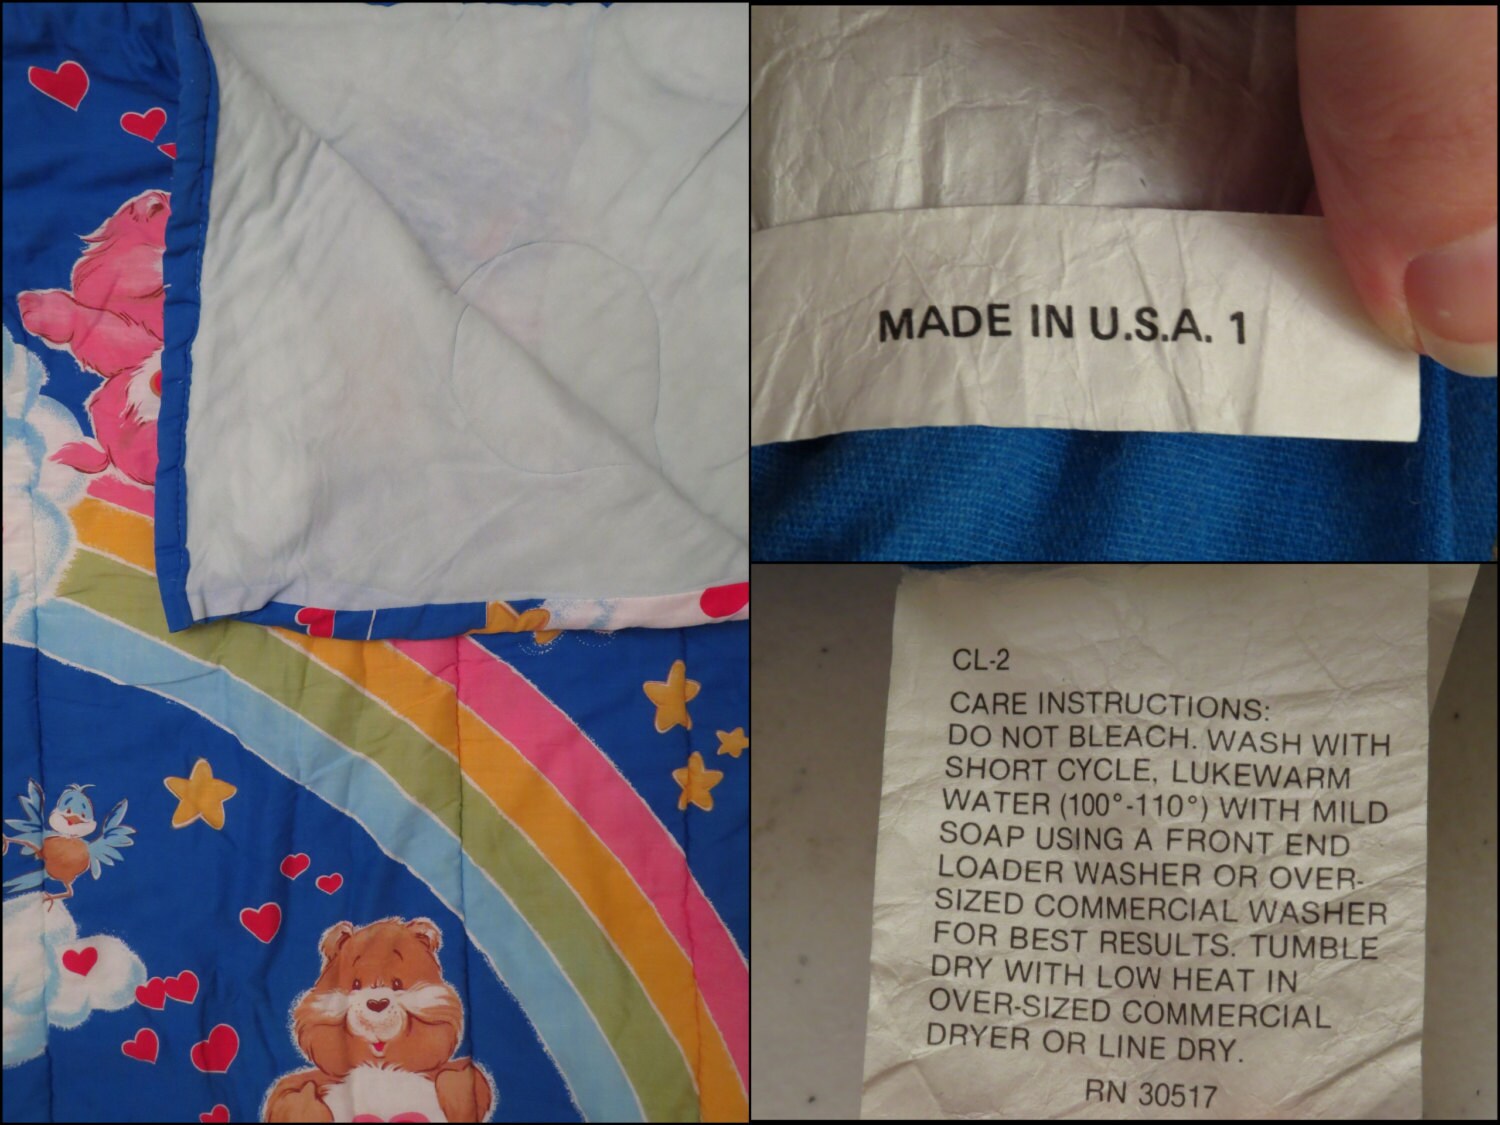 MADE IN U.S.A. 1
CL-2
CARE INSTRUCTIONS:
DO NOT BLEACH. WASH WITH
SHORT CYCLE, LUKEWARM
WATER (100°-110°) WITH MILD
SOAP USING A FRONT END
LOADER WASHER OR OVER-
SIZED COMMERCIAL WASHER
FOR BEST RESULTS. TUMBLE
DRY WITH LOW HEAT IN
OVER-SIZED COMMERCIAL
DRYER OR LINE DRY.
RN 30517